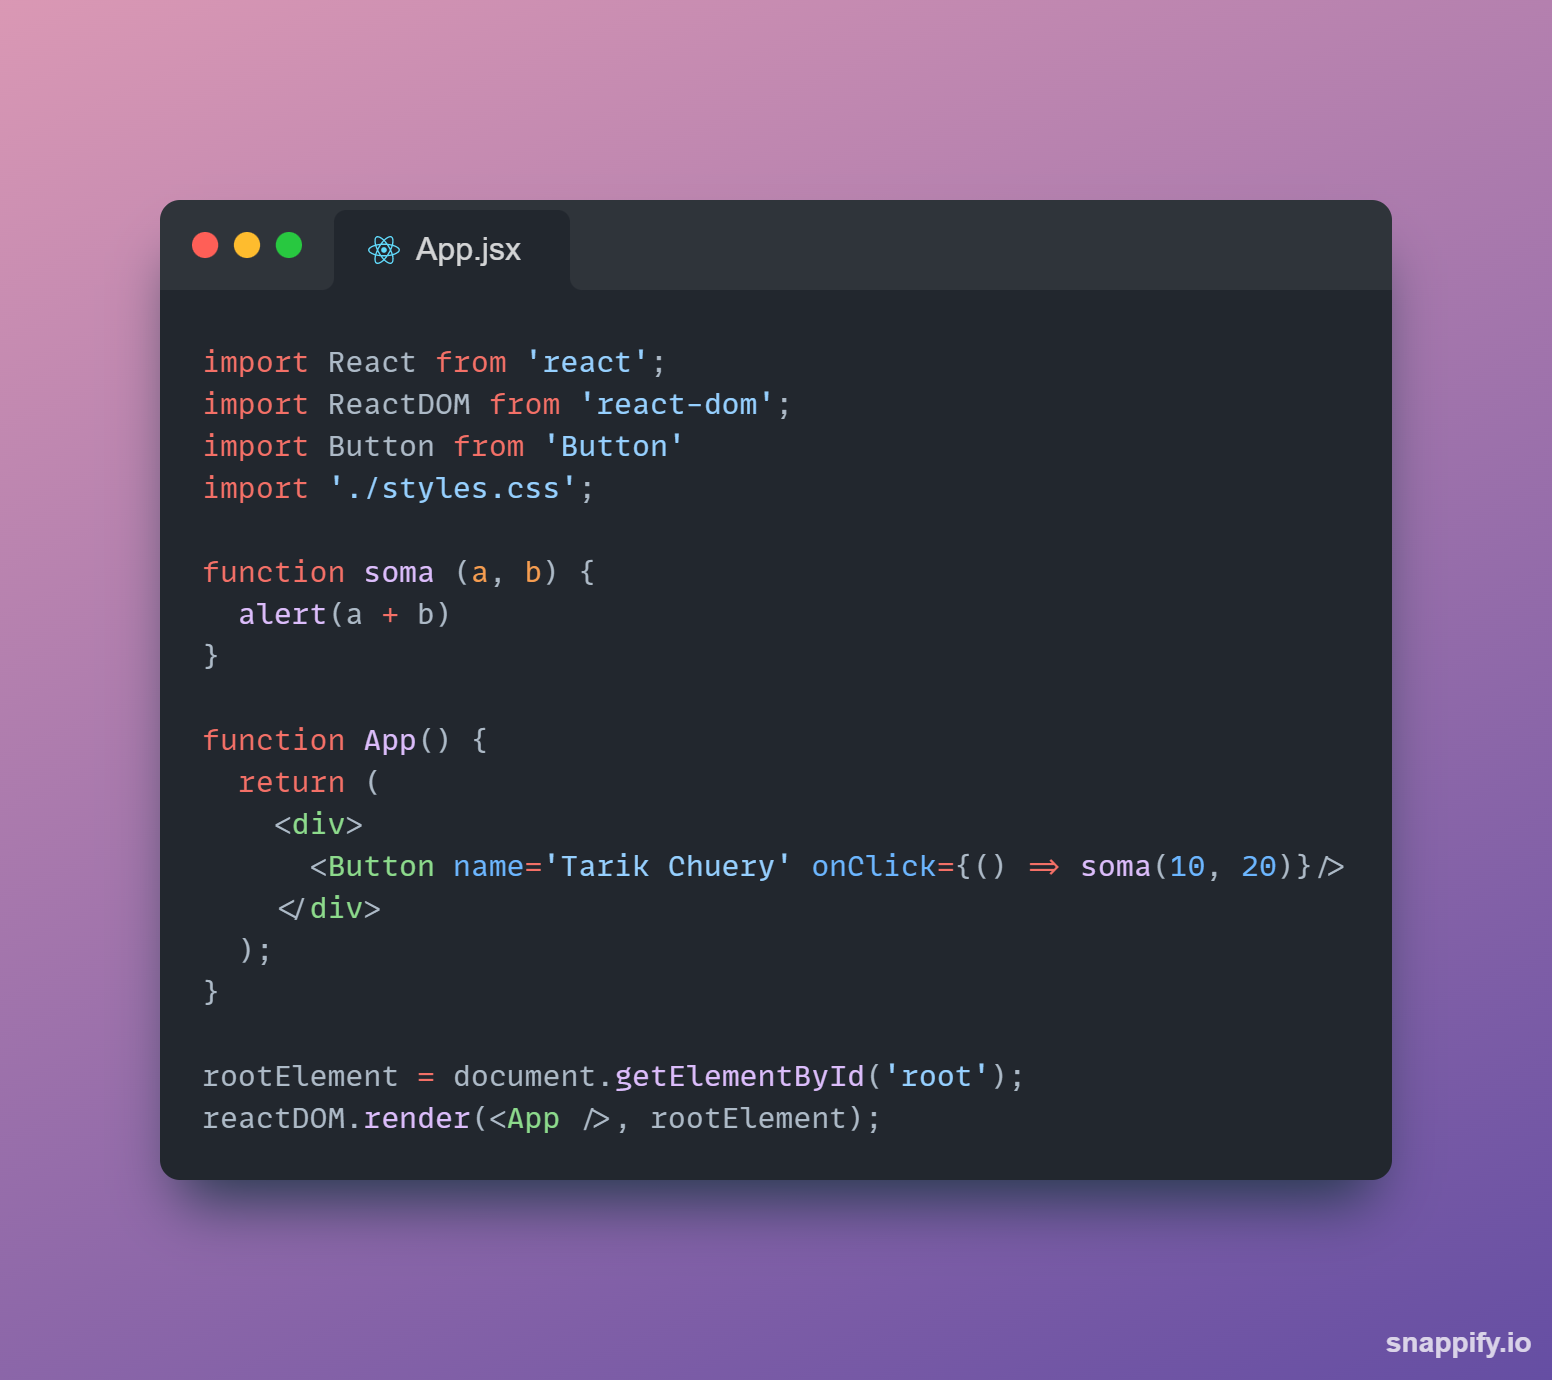 App.jsx
import React from 'react';
import ReactDOM from 'react-dom';
import Button from 'Button'
import './styles.css';
function soma (a, b) {
  alert(a + b)
}
function App() {
  return (
    <div>
      <Button name='Tarik Chuery' onClick={() => soma(10, 20)}/>
    </div>
  );
}
rootElement = document.getElementById('root');
reactDOM.render(<App />, rootElement);
snappify.io